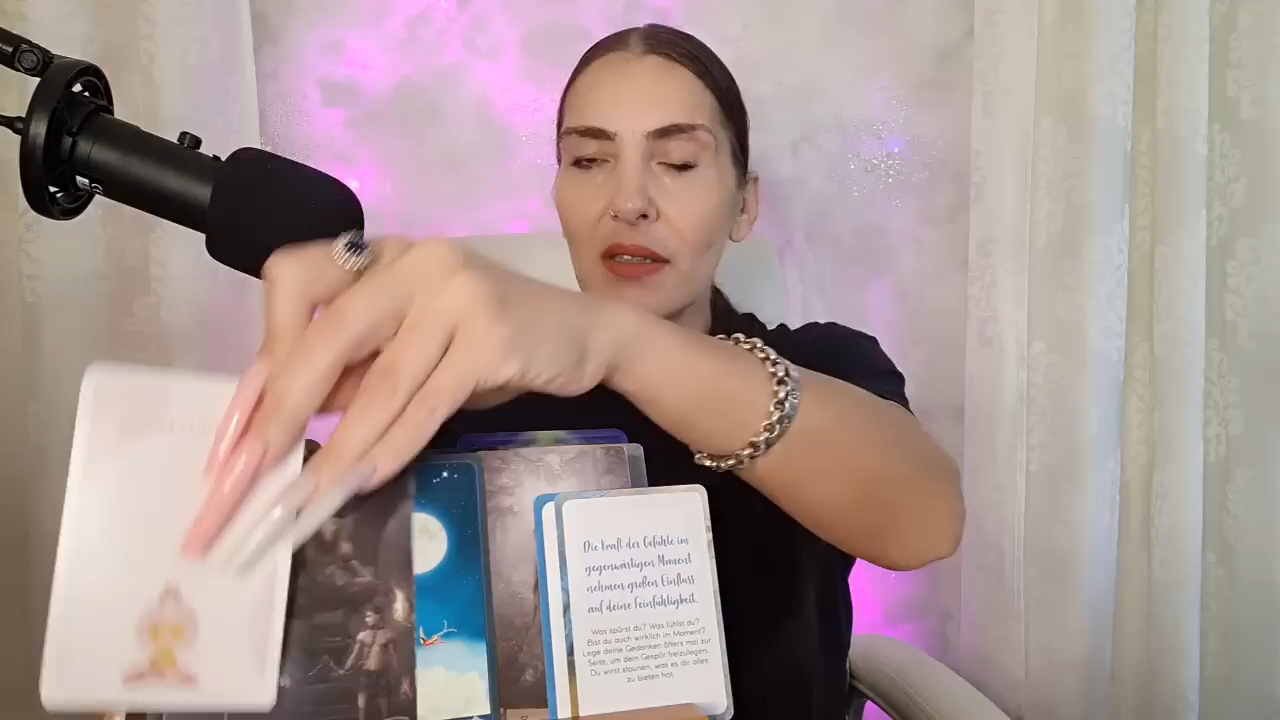 Die Kraft der Gefühle im
gegenwärtigen Moment
nehmen großen Einfluss
auf deine Feinfühligkeit.
Was spürst du? Was fühlst du?
Bist du auch wirklich im Moment?
Lege deine Gedanken öfters mal zur
Seite, um dein Gespür freizulegen.
Du wirst staunen, was es dir alles
zu bieten hat.